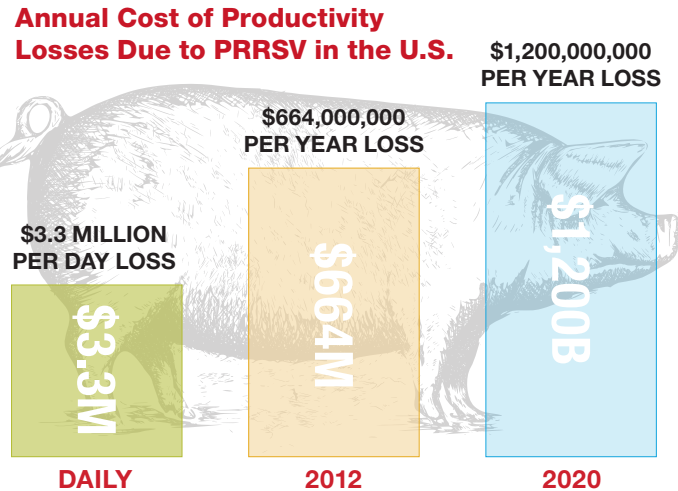 Annual Cost of Productivity
Losses Due to PRRSV in the U.S.
$1,200,000,000
PER YEAR LOSS
$664,000,000
PER YEAR LOSS
$3.3 MILLION
PER DAY LOSS
$3.3M
$664M
$1,200B
DAILY
2012
2020